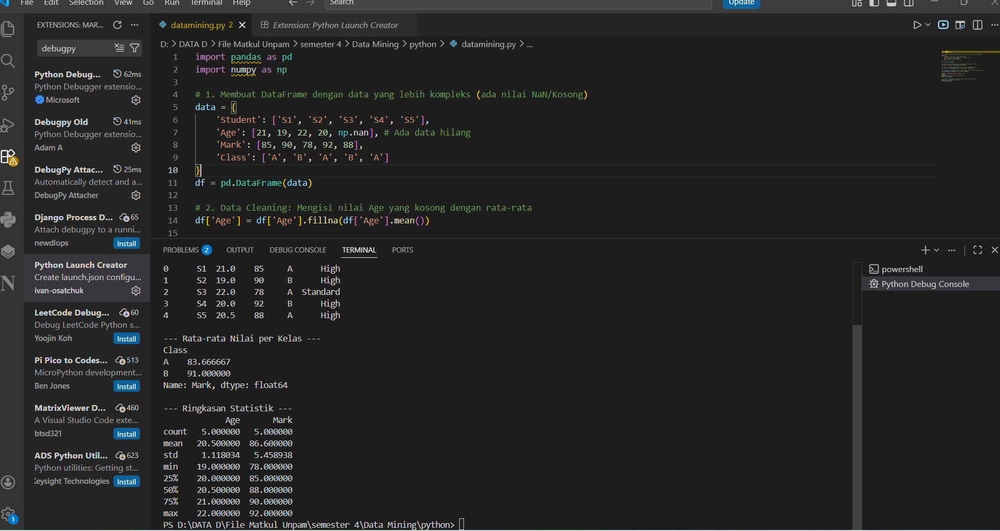 File Edit Selection View Go Run Terminal Help
Search
Update
EXTENSIONS: MAR...
debugpy
Python Debug... 62ms
Python Debugger extensio...
Microsoft
Debugpy Old 41ms
Python Debugger extensio...
Adam A
DebugPy Attac... 25ms
Automatically detect and a...
DebugPy Attacher
Django Process D... 65
Attach debugpy to a runni...
newdlops Install
Python Launch Creator
Create launch.json configu...
ivan-osatchuk
LeetCode Debug... 60
Debug LeetCode Python s...
Yoojin Koh Install
Pi Pico to Codes... 513
MicroPython development...
Ben Jones Install
MatrixViewer D... 460
A Visual Studio Code exte...
btsd321 Install
ADS Python Util... 623
Python utilities: Getting st...
Keysight Technologies Install
1
datamining.py 2
Extension: Python Launch Creator
D: > DATA D > File Matkul Unpam > semester 4 > Data Mining > python > datamining.py > ...
1 import pandas as pd
2 import numpy as np
3
4 # 1. Membuat DataFrame dengan data yang lebih kompleks (ada nilai NaN/Kosong)
5 data = {
6 'Student': ['S1', 'S2', 'S3', 'S4', 'S5'],
7 'Age': [21, 19, 22, 20, np.nan], # Ada data hilang
8 'Mark': [85, 90, 78, 92, 88],
9 'Class': ['A', 'B', 'A', 'B', 'A']
10 }
11 df = pd.DataFrame(data)
12
13 # 2. Data Cleaning: Mengisi nilai Age yang kosong dengan rata-rata
14 df['Age'] = df['Age'].fillna(df['Age'].mean())
15
PROBLEMS 2 OUTPUT DEBUG CONSOLE TERMINAL PORTS
0 S1 21.0 85 A High
1 S2 19.0 90 B High
2 S3 22.0 78 A Standard
3 S4 20.0 92 B High
4 S5 20.5 88 A High
--- Rata-rata Nilai per Kelas ---
Class
A 83.666667
B 91.000000
Name: Mark, dtype: float64
--- Ringkasan Statistik ---
Age Mark
count 5.000000 5.000000
mean 20.500000 86.600000
std 1.118034 5.458938
min 19.000000 78.000000
25% 20.000000 85.000000
50% 20.500000 88.000000
75% 21.000000 90.000000
max 22.000000 92.000000
PS D:\DATA D\File Matkul Unpam\semester 4\Data Mining\python>
powershell
Python Debug Console